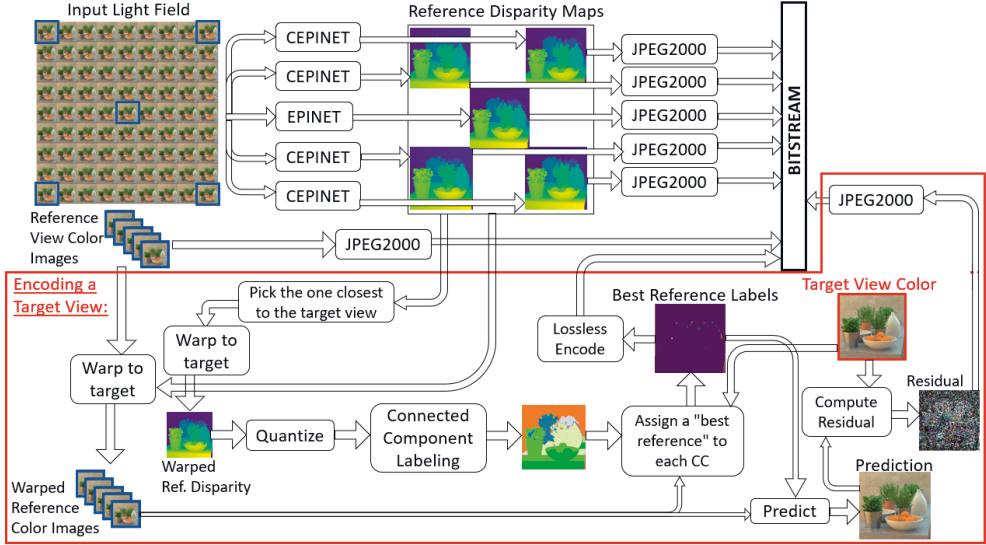 Input Light Field
Reference Disparity Maps
CEPINET
CEPINET
EPINET
CEPINET
CEPINET
JPEG2000
JPEG2000
JPEG2000
JPEG2000
JPEG2000
BITSTREAM
Reference
View Color
Images
JPEG2000
JPEG2000
Encoding a
Target View:
Pick the one closest
to the target view
Warp to
target
Warp to
target
Lossless
Encode
Best Reference Labels
Target View Color
Compute
Residual
Residual
Warped
Ref. Disparity
Quantize
Connected
Component
Labeling
Assign a "best
reference" to
each CC
Prediction
Predict
Warped
Reference
Color Images